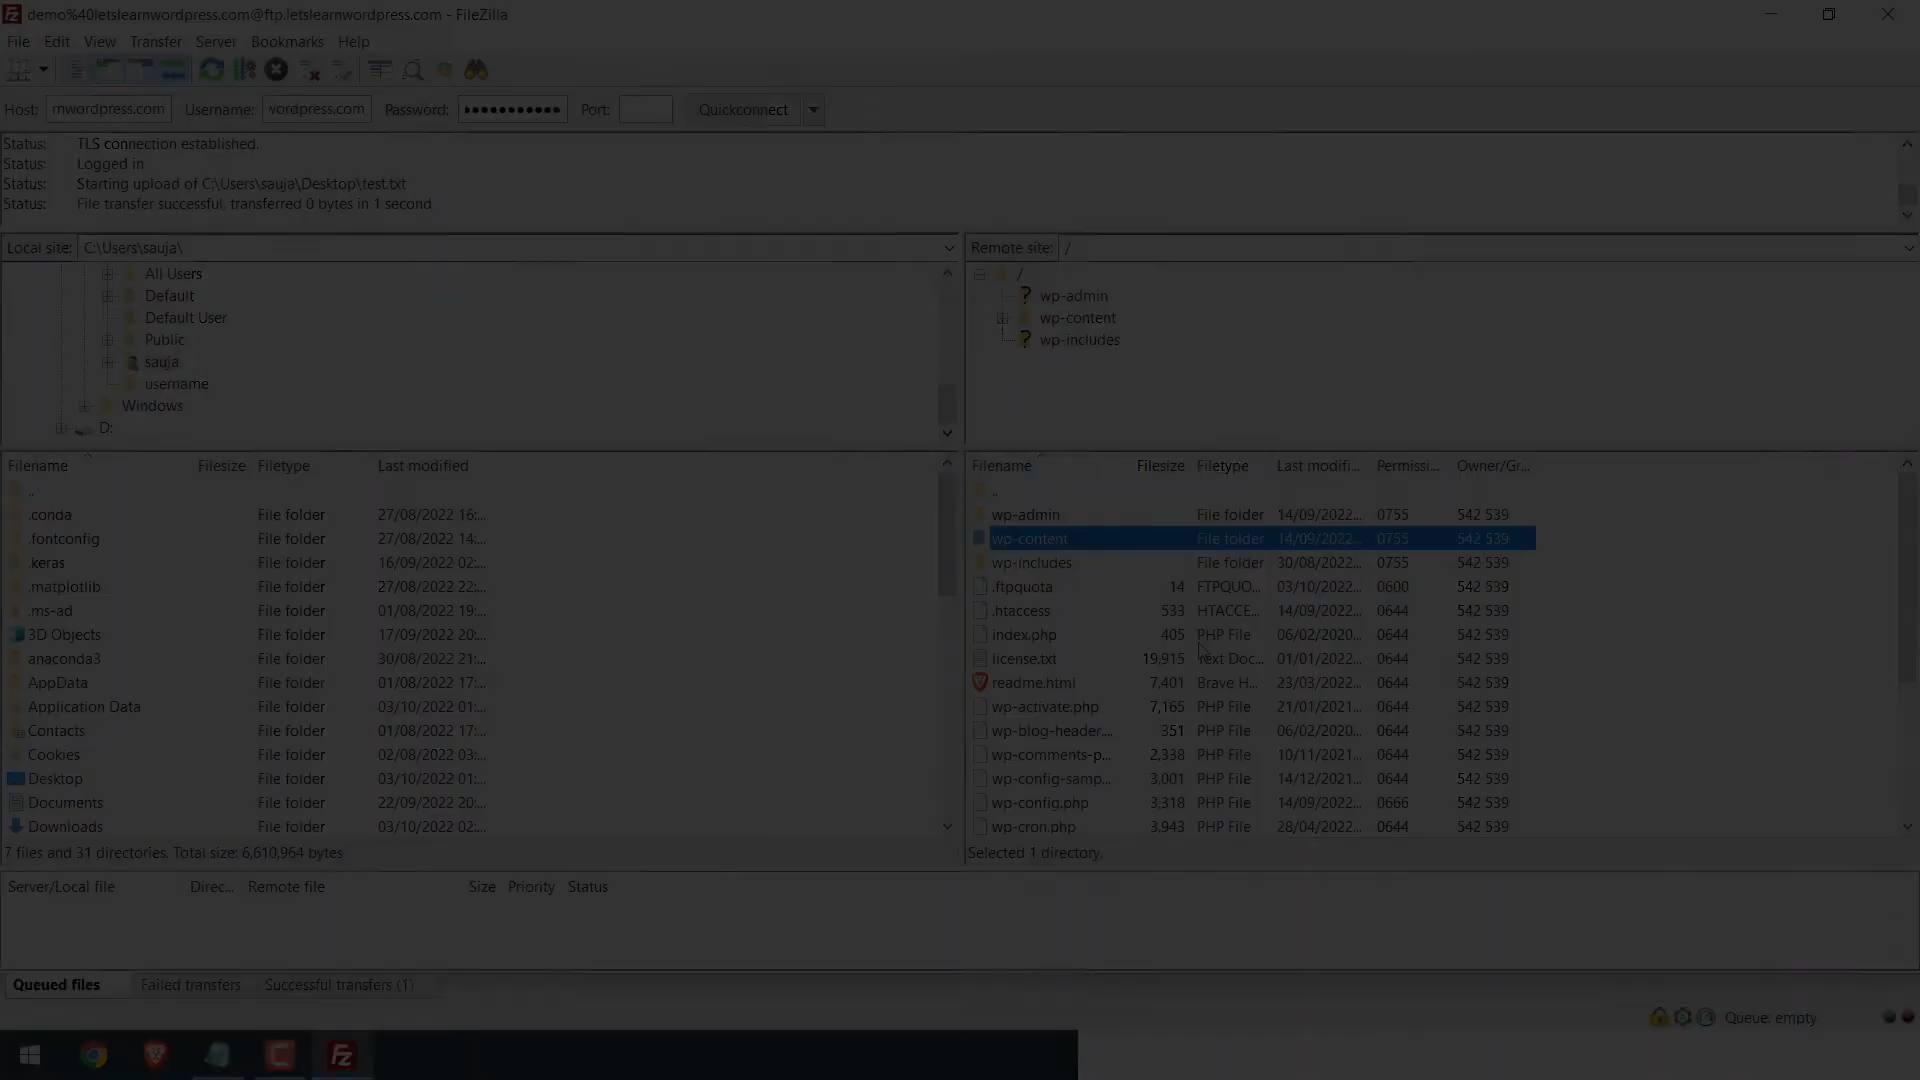 demo%40letslearnwordpress.com@ftp.letslearnwordpress.com - FileZilla
File Edit View Transfer Server Bookmarks Help
Host: mwordpress.com Username: wordpress.com Password: ●●●●●●●●●●● Port: Quickconnect
Status: TLS connection established.
Status: Logged in
Status: Starting upload of C:\Users\sauja\Desktop\test.txt
Status: File transfer successful, transferred 0 bytes in 1 second
Local site: C:\Users\sauja\
All Users
Default
Default User
Public
sauja
username
Windows
D:
Remote site: /
/
wp-admin
wp-content
wp-includes
Filename Filesize Filetype Last modified
..
.conda File folder 27/08/2022 16:...
.fontconfig File folder 27/08/2022 14:...
.keras File folder 16/09/2022 02:...
.matplotlib File folder 27/08/2022 22:...
.ms-ad File folder 01/08/2022 19:...
3D Objects File folder 17/09/2022 20:...
anaconda3 File folder 30/08/2022 21:...
AppData File folder 01/08/2022 17:...
Application Data File folder 03/10/2022 01:...
Contacts File folder 01/08/2022 17:...
Cookies File folder 02/08/2022 03:...
Desktop File folder 03/10/2022 01:...
Documents File folder 22/09/2022 20:...
Downloads File folder 03/10/2022 02:...
7 files and 31 directories. Total size: 6,610,964 bytes
Filename Filesize Filetype Last modifi... Permissi... Owner/Gr...
..
wp-admin File folder 14/09/2022... 0755 542 539
wp-content File folder 14/09/2022... 0755 542 539
wp-includes File folder 30/08/2022... 0755 542 539
.ftpquota 14 FTPQUO... 03/10/2022... 0600 542 539
.htaccess 533 HTACCE... 14/09/2022... 0644 542 539
index.php 405 PHP File 06/02/2020... 0644 542 539
license.txt 19,915 Text Doc... 01/01/2022... 0644 542 539
readme.html 7,401 Brave H... 23/03/2022... 0644 542 539
wp-activate.php 7,165 PHP File 21/01/2021... 0644 542 539
wp-blog-header.... 351 PHP File 06/02/2020... 0644 542 539
wp-comments-p... 2,338 PHP File 10/11/2021... 0644 542 539
wp-config-samp... 3,001 PHP File 14/12/2021... 0644 542 539
wp-config.php 3,318 PHP File 14/09/2022... 0666 542 539
wp-cron.php 3,943 PHP File 28/04/2022... 0644 542 539
Selected 1 directory.
Server/Local file Direc... Remote file Size Priority Status
Queued files Failed transfers Successful transfers (1)
Queue: empty